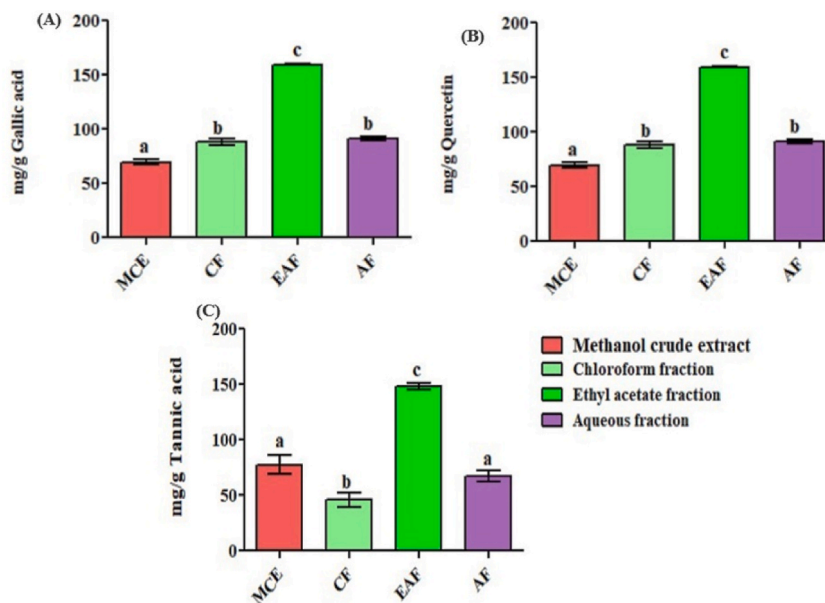 (A)
mg/g Gallic acid
200
150
100
50
0
a
b
c
b
MCE
CF
EAF
AF
(B)
mg/g Quercetin
200
150
100
50
0
a
b
c
b
MCE
CF
EAF
AF
(C)
mg/g Tannic acid
200
150
100
50
0
a
b
c
a
MCE
CF
EAF
AF
Methanol crude extract
Chloroform fraction
Ethyl acetate fraction
Aqueous fraction